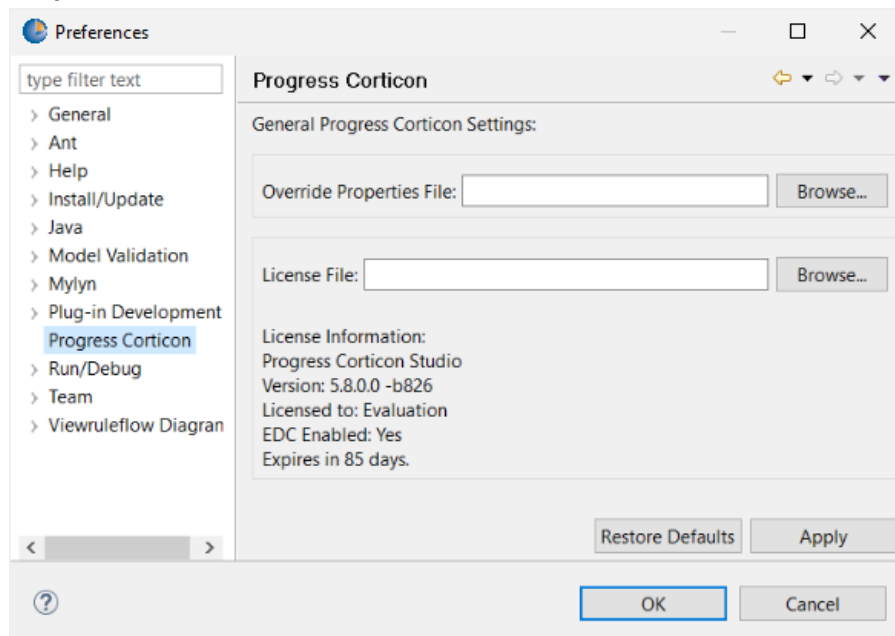 Preferences
type filter text
Progress Corticon
General
Ant
Help
Install/Update
Java
Model Validation
Mylyn
Plug-in Development
Progress Corticon
Run/Debug
Team
Viewruleflow Diagran
General Progress Corticon Settings:
Override Properties File:
Browse...
License File:
Browse...
License Information:
Progress Corticon Studio
Version: 5.8.0.0 -b826
Licensed to: Evaluation
EDC Enabled: Yes
Expires in 85 days.
Restore Defaults
Apply
OK
Cancel